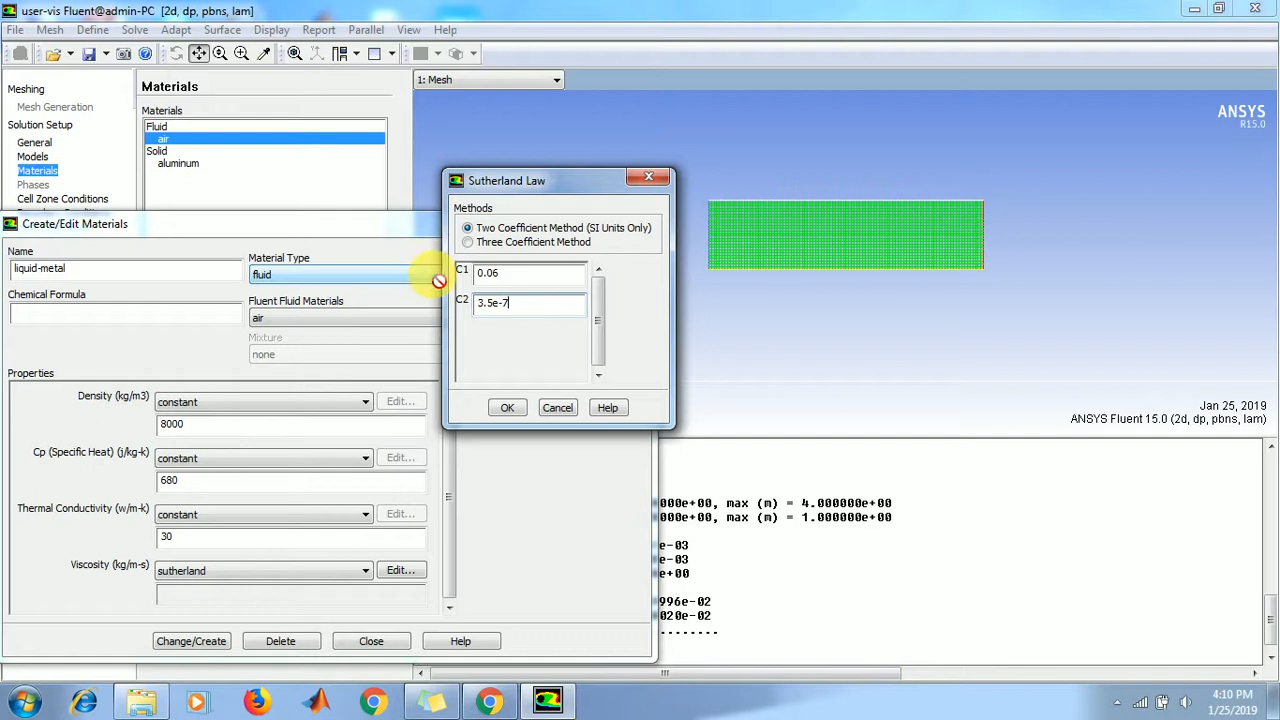 user-vis Fluent@admin-PC [2d, dp, pbns, lam]
File Mesh Define Solve Adapt Surface Display Report Parallel View Help
Meshing
Mesh Generation
Solution Setup
General
Models
Materials
Phases
Cell Zone Conditions
Materials
Materials
Fluid
air
Solid
aluminum
1: Mesh
ANSYS
R15.0
Jan 25, 2019
ANSYS Fluent 15.0 (2d, dp, pbns, lam)
Create/Edit Materials
Name
liquid-metal
Chemical Formula
Material Type
fluid
Fluent Fluid Materials
air
Mixture
none
Properties
Density (kg/m3) constant Edit...
8000
Cp (Specific Heat) (j/kg-k) constant Edit...
680
Thermal Conductivity (w/m-k) constant Edit...
30
Viscosity (kg/m-s) sutherland Edit...
Change/Create Delete Close Help
Sutherland Law
Methods
Two Coefficient Method (SI Units Only)
Three Coefficient Method
C1 0.06
C2 3.5e-7
OK Cancel Help
000e+00, max (m) = 4.000000e+00
000e+00, max (m) = 1.000000e+00
e-03
e-03
e+00
996e-02
020e-02
--------
4:10 PM
1/25/2019